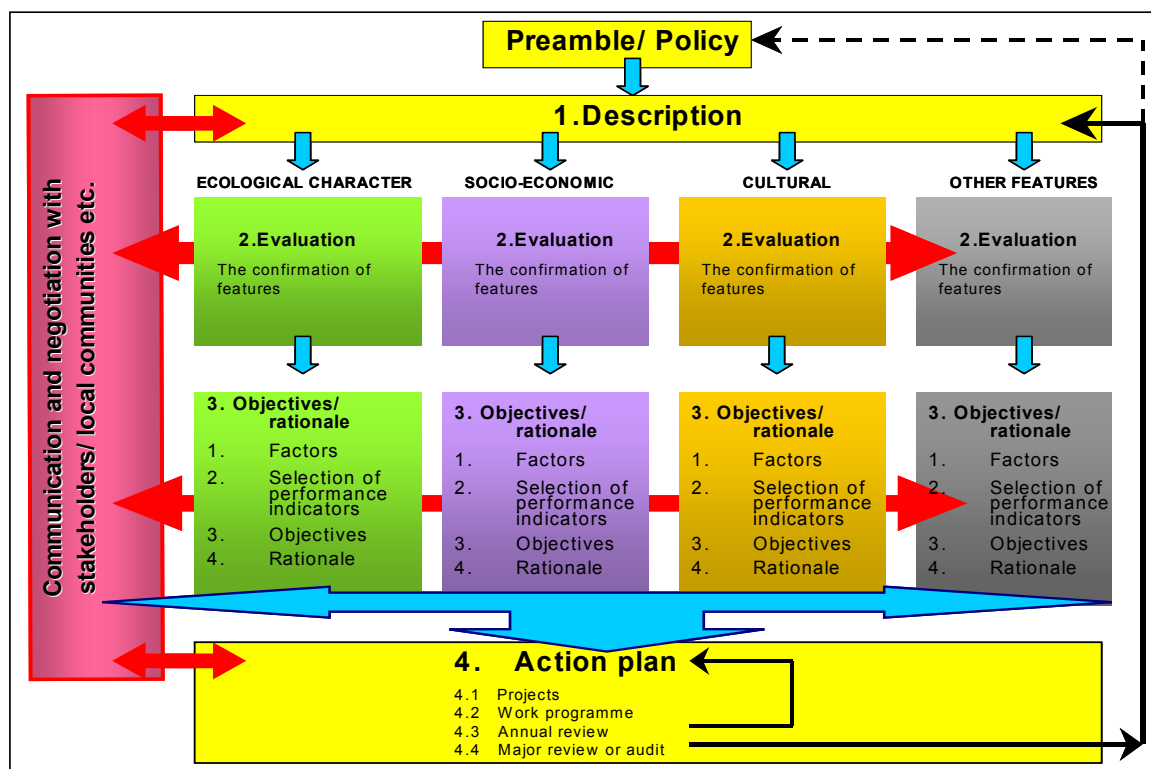 Preamble/ Policy
1.Description
Communication and negotiation with
stakeholders/ local communities etc.
ECOLOGICAL CHARACTER
SOCIO-ECONOMIC
CULTURAL
OTHER FEATURES
2.Evaluation
The confirmation of
features
2.Evaluation
The confirmation of
features
2.Evaluation
The confirmation of
features
2.Evaluation
The confirmation of
features
3. Objectives/
rationale
1. Factors
2. Selection of
performance
indicators
3. Objectives
4. Rationale
3. Objectives/
rationale
1. Factors
2. Selection of
performance
indicators
3. Objectives
4. Rationale
3. Objectives/
rationale
1. Factors
2. Selection of
performance
indicators
3. Objectives
4. Rationale
3. Objectives/
rationale
1. Factors
2. Selection of
performance
indicators
3. Objectives
4. Rationale
4. Action plan
4.1 Projects
4.2 Work programme
4.3 Annual review
4.4 Major review or audit